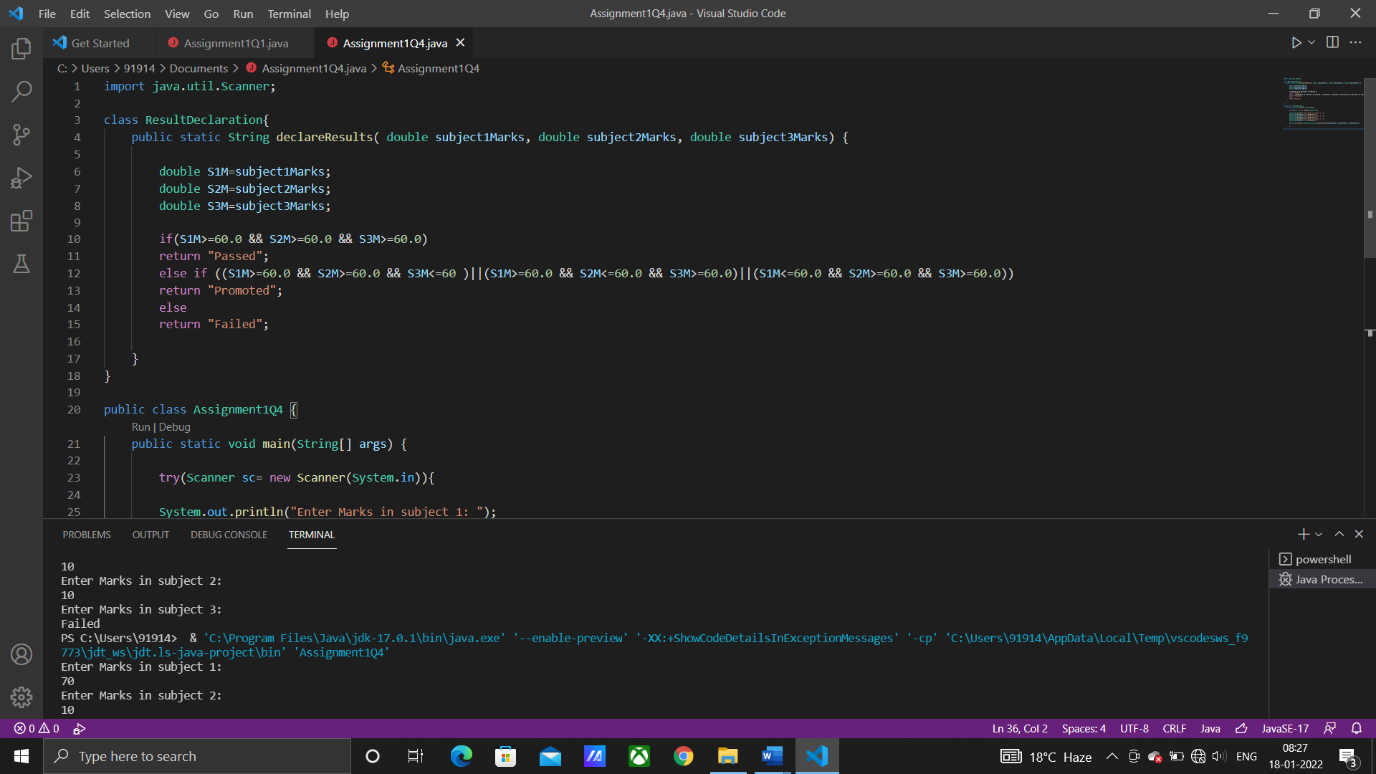 File Edit Selection View Go Run Terminal Help
Assignment1Q4.java - Visual Studio Code
Get Started
Assignment1Q1.java
Assignment1Q4.java
C: > Users > 91914 > Documents > Assignment1Q4.java > Assignment1Q4
1 import java.util.Scanner;
2
3 class ResultDeclaration{
4 public static String declareResults( double subject1Marks, double subject2Marks, double subject3Marks) {
5
6 double S1M=subject1Marks;
7 double S2M=subject2Marks;
8 double S3M=subject3Marks;
9
10 if(S1M>=60.0 && S2M>=60.0 && S3M>=60.0)
11 return "Passed";
12 else if ((S1M>=60.0 && S2M>=60.0 && S3M<=60 )||(S1M>=60.0 && S2M<=60.0 && S3M>=60.0)||(S1M<=60.0 && S2M>=60.0 && S3M>=60.0))
13 return "Promoted";
14 else
15 return "Failed";
16
17 }
18 }
19
20 public class Assignment1Q4 {
Run | Debug
21 public static void main(String[] args) {
22
23 try(Scanner sc= new Scanner(System.in)){
24
25 System.out.println("Enter Marks in subject 1: ");
PROBLEMS OUTPUT DEBUG CONSOLE TERMINAL
10
Enter Marks in subject 2:
10
Enter Marks in subject 3:
Failed
PS C:\Users\91914> & 'C:\Program Files\Java\jdk-17.0.1\bin\java.exe' '--enable-preview' '-XX:+ShowCodeDetailsInExceptionMessages' '-cp' 'C:\Users\91914\AppData\Local\Temp\vscodesws_f9
773\jdt_ws\jdt.ls-java-project\bin' 'Assignment1Q4'
Enter Marks in subject 1:
70
Enter Marks in subject 2:
10
powershell
Java Proces...
0 0
Ln 36, Col 2 Spaces: 4 UTF-8 CRLF Java JavaSE-17
Type here to search
18°C Haze
ENG
08:27
18-01-2022
3